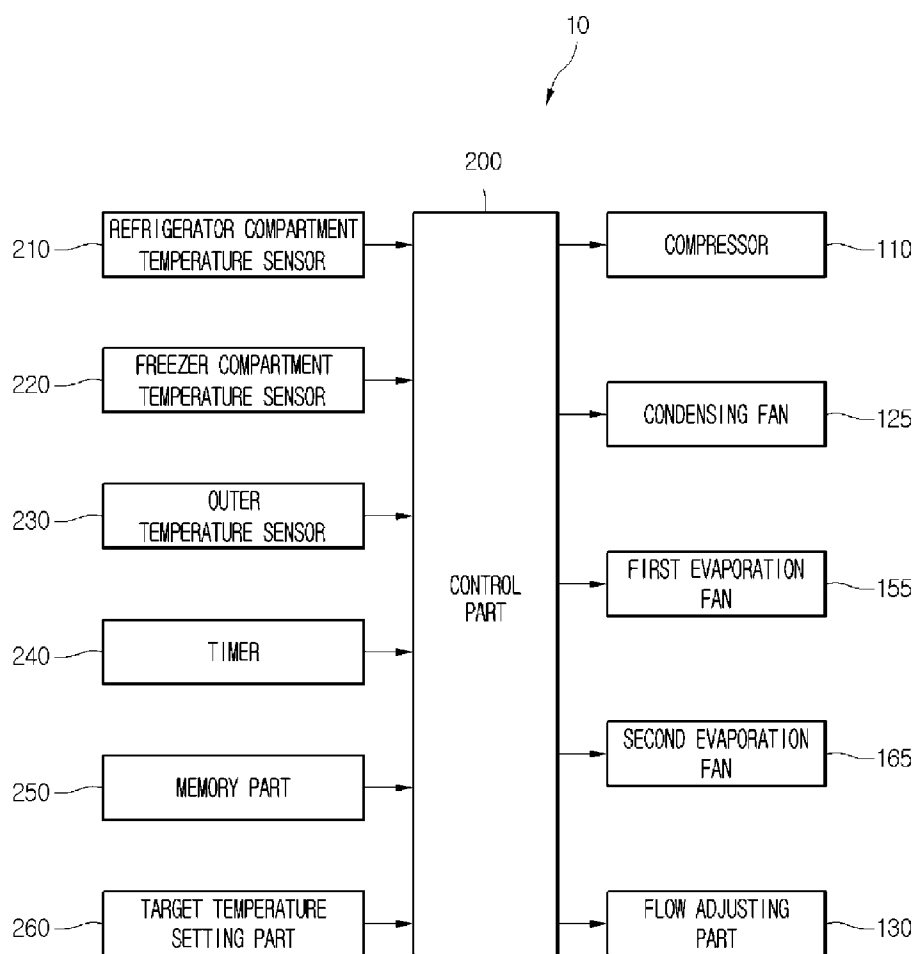 10
200
210
REFRIGERATOR COMPARTMENT
TEMPERATURE SENSOR
220
FREEZER COMPARTMENT
TEMPERATURE SENSOR
230
OUTER
TEMPERATURE SENSOR
240
TIMER
250
MEMORY PART
260
TARGET TEMPERATURE
SETTING PART
CONTROL
PART
COMPRESSOR
110
CONDENSING FAN
125
FIRST EVAPORATION
FAN
155
SECOND EVAPORATION
FAN
165
FLOW ADJUSTING
PART
130